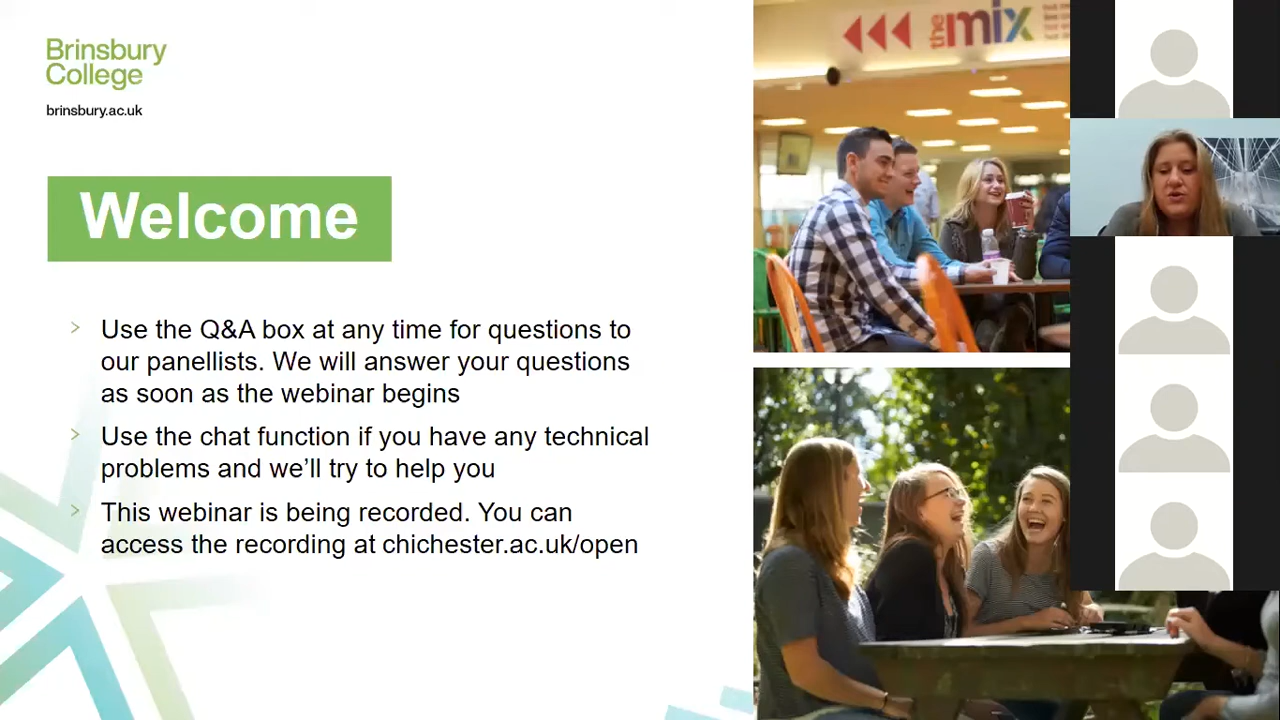 Brinsbury
College
brinsbury.ac.uk
Welcome
> Use the Q&A box at any time for questions to
our panellists. We will answer your questions
as soon as the webinar begins
> Use the chat function if you have any technical
problems and we’ll try to help you
> This webinar is being recorded. You can
access the recording at chichester.ac.uk/open
the mix